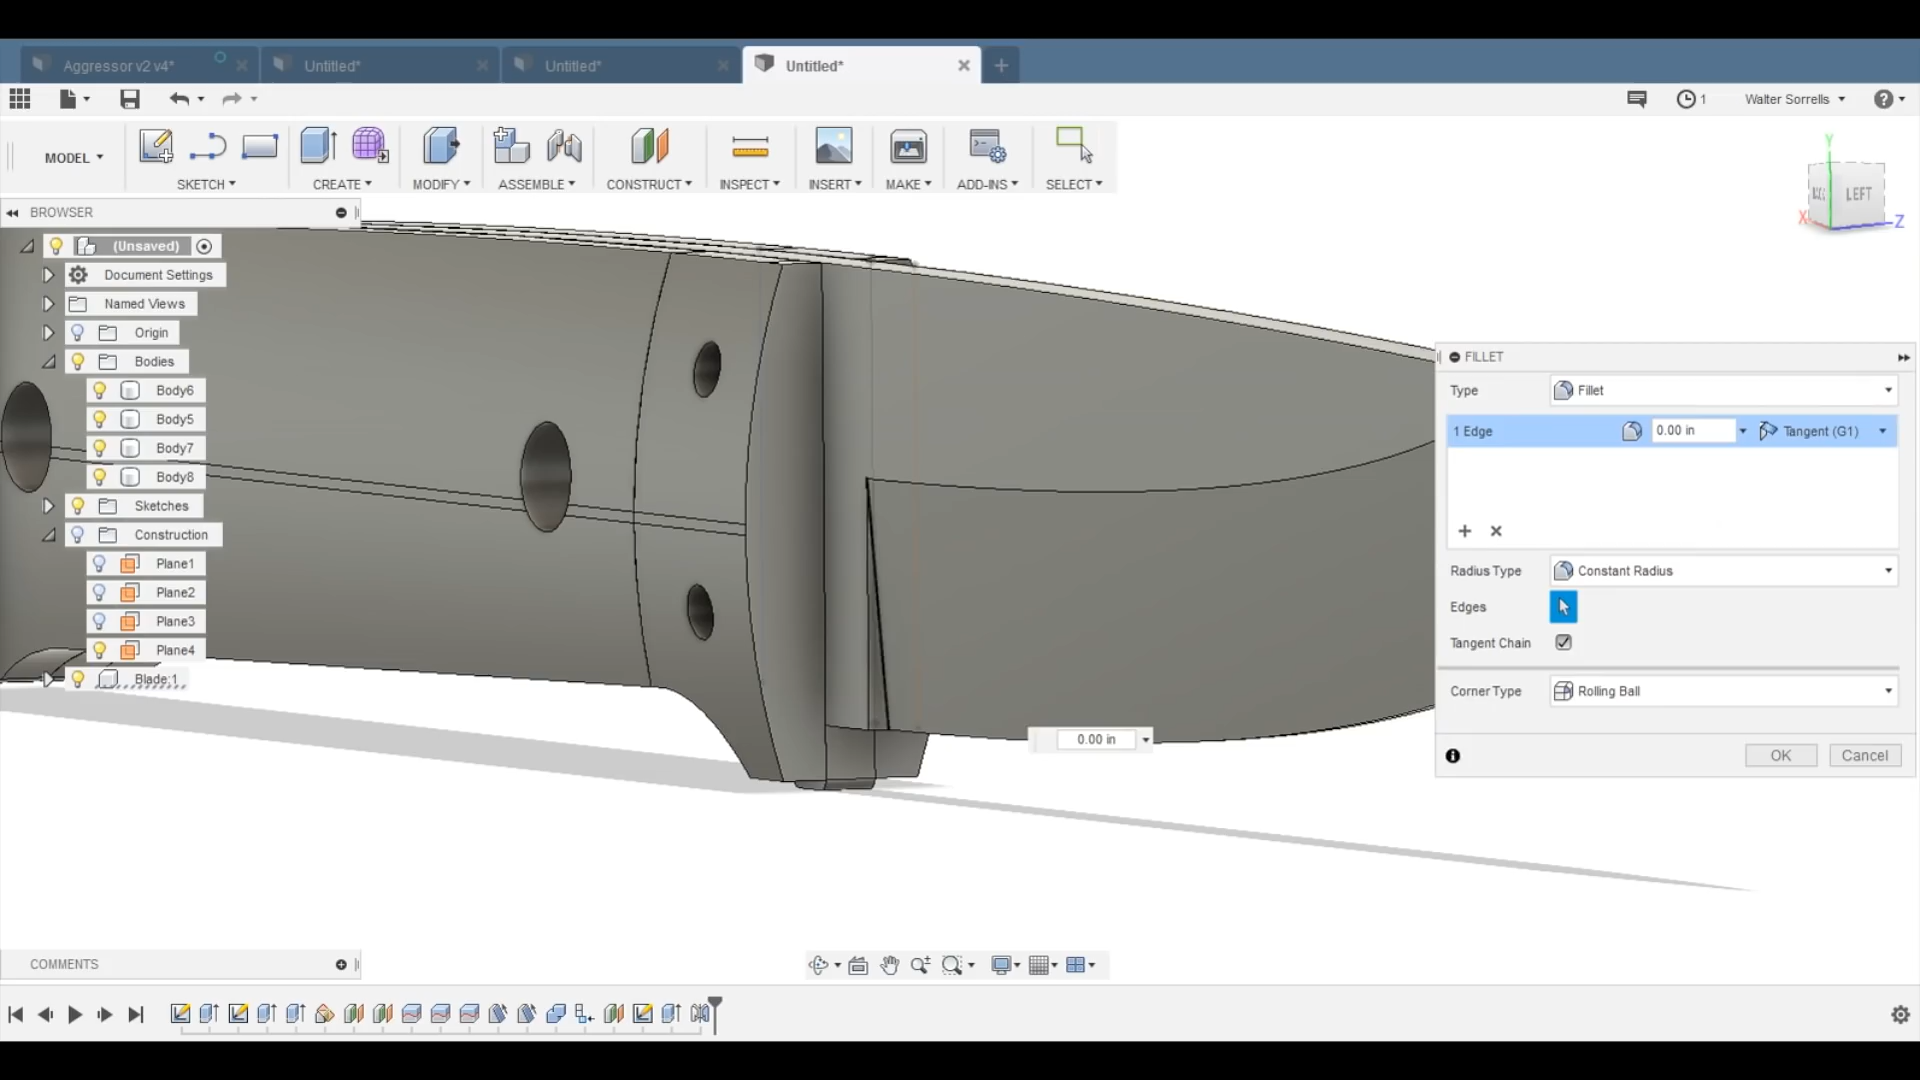 Aggressor v2 v4*
Untitled*
Untitled*
Untitled*
1
Walter Sorrells
MODEL
SKETCH
CREATE
MODIFY
ASSEMBLE
CONSTRUCT
INSPECT
INSERT
MAKE
ADD-INS
SELECT
Y
LEFT
X
Z
BROWSER
(Unsaved)
Document Settings
Named Views
Origin
Bodies
Body6
Body5
Body7
Body8
Sketches
Construction
Plane1
Plane2
Plane3
Plane4
Blade:1
FILLET
Type
Fillet
1 Edge
0.00 in
Tangent (G1)
Radius Type
Constant Radius
Edges
Tangent Chain
Corner Type
Rolling Ball
OK
Cancel
0.00 in
COMMENTS